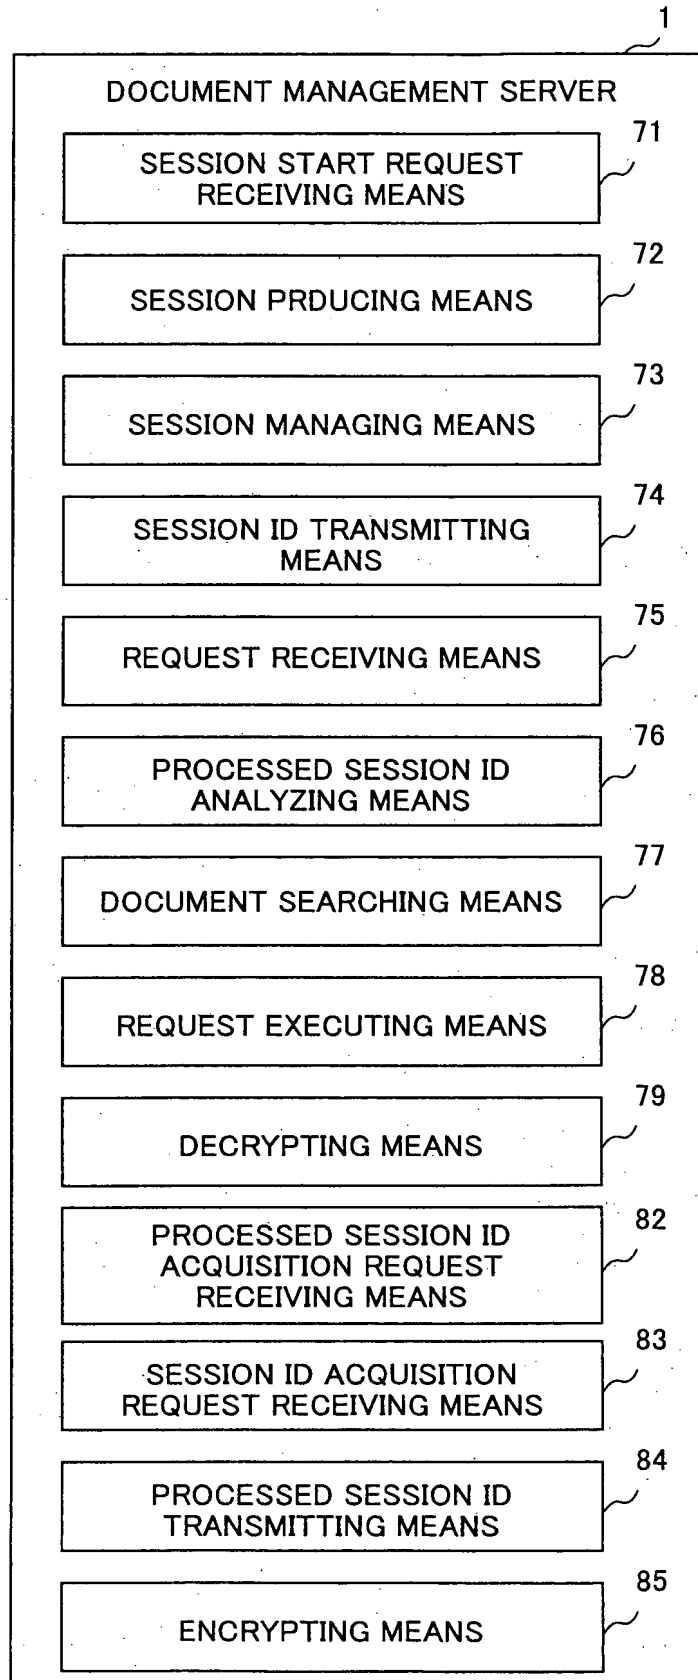 1
DOCUMENT MANAGEMENT SERVER
71
SESSION START REQUEST
RECEIVING MEANS
72
SESSION PRDUCING MEANS
73
SESSION MANAGING MEANS
74
SESSION ID TRANSMITTING
MEANS
75
REQUEST RECEIVING MEANS
76
PROCESSED SESSION ID
ANALYZING MEANS
77
DOCUMENT SEARCHING MEANS
78
REQUEST EXECUTING MEANS
79
DECRYPTING MEANS
82
PROCESSED SESSION ID
ACQUISITION REQUEST
RECEIVING MEANS
83
SESSION ID ACQUISITION
REQUEST RECEIVING MEANS
84
PROCESSED SESSION ID
TRANSMITTING MEANS
85
ENCRYPTING MEANS